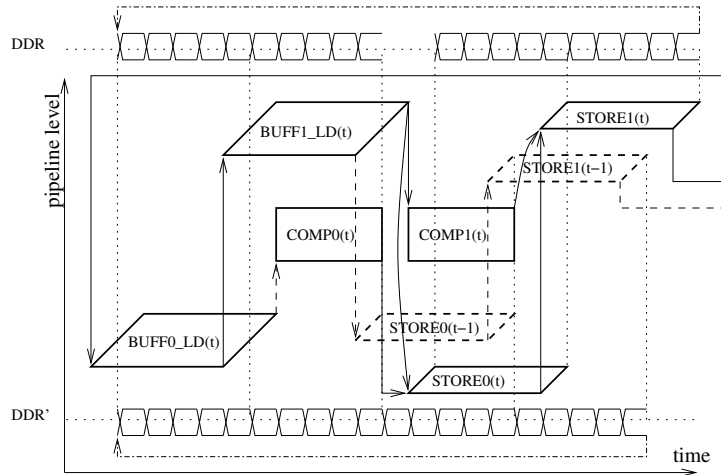 DDR
pipeline level
BUFF1_LD(t)
STORE1(t)
STORE1(t−1)
COMP0(t)
COMP1(t)
BUFF0_LD(t)
STORE0(t−1)
STORE0(t)
DDR'
time